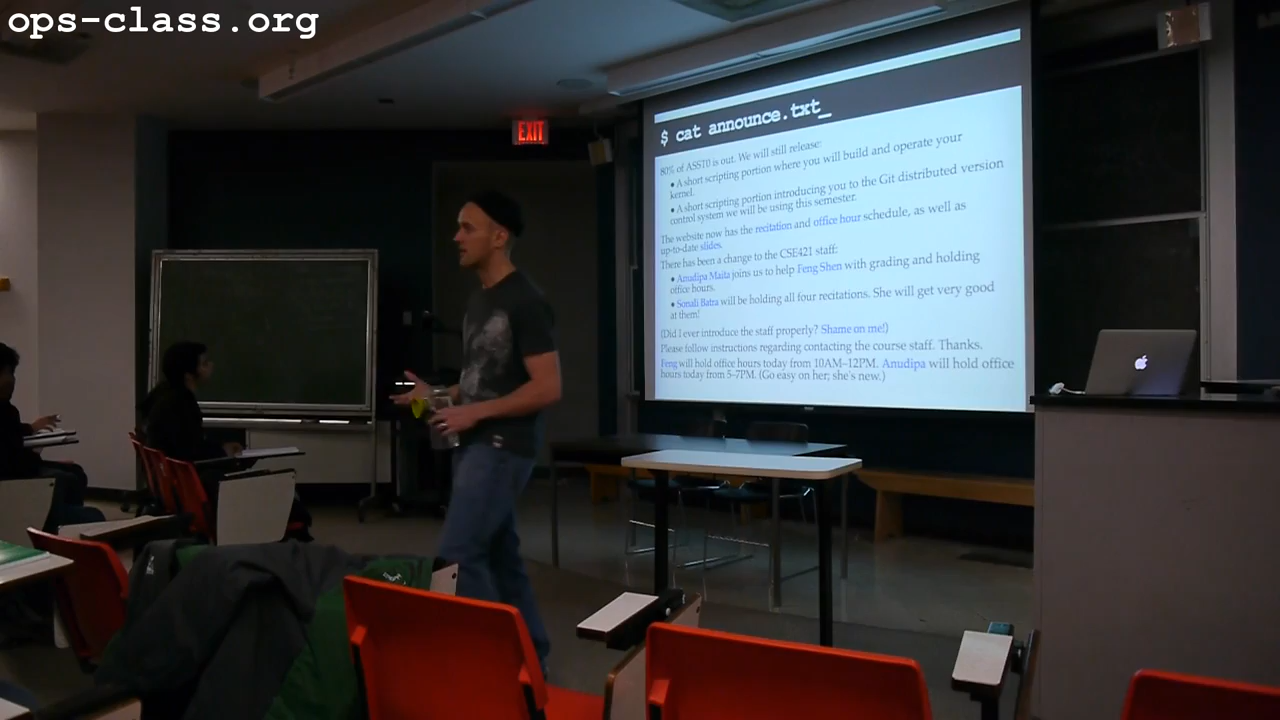 ops-class.org
EXIT
$ cat announce.txt_
80% of ASST0 is out. We will still release:
• A short scripting portion where you will build and operate your
kernel.
• A short scripting portion introducing you to the Git distributed version
control system we will be using this semester.
The website now has the recitation and office hour schedule, as well as
up-to-date slides.
There has been a change to the CSE421 staff:
• Anudipa Maita joins us to help Feng Shen with grading and holding
office hours.
• Sonali Batra will be holding all four recitations. She will get very good
at them!
(Did I ever introduce the staff properly? Shame on me!)
Please follow instructions regarding contacting the course staff. Thanks.
Feng will hold office hours today from 10AM–12PM. Anudipa will hold office
hours today from 5–7PM. (Go easy on her; she's new.)